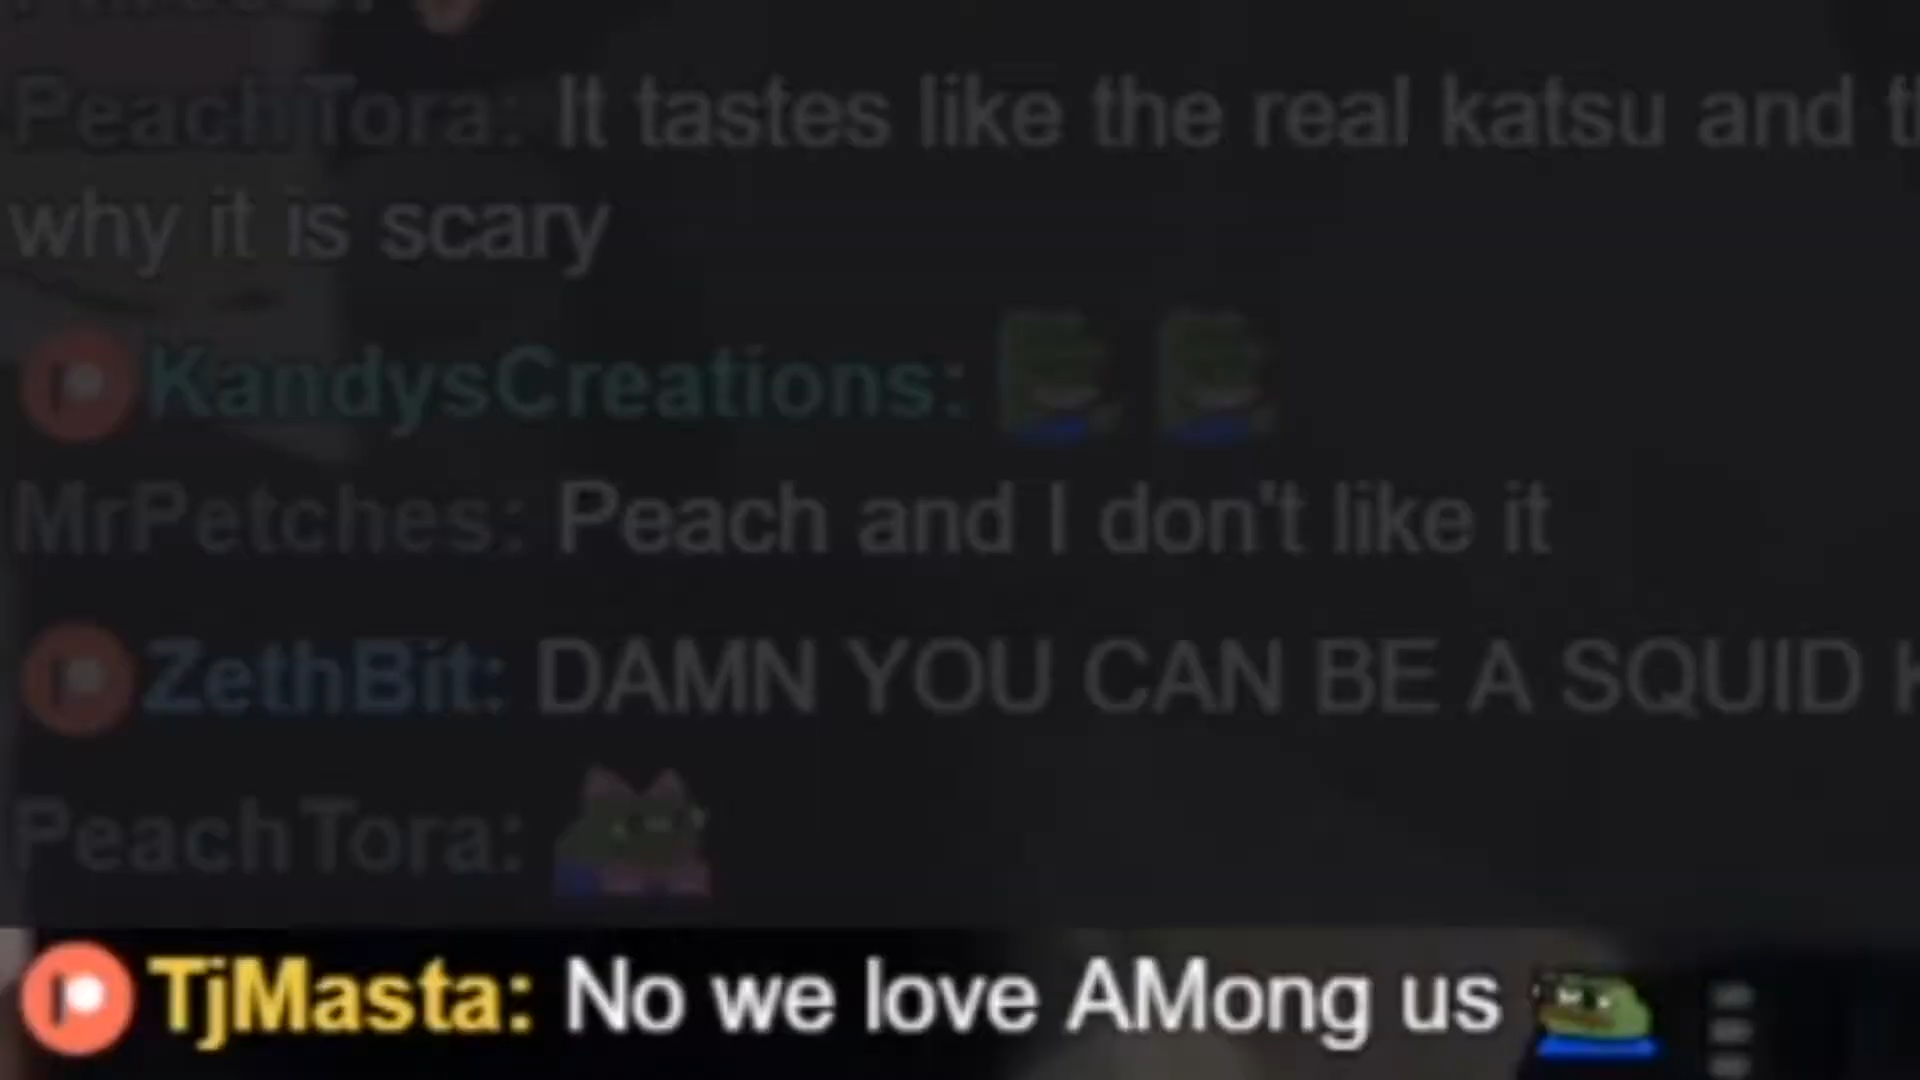 PeachTora: It tastes like the real katsu and
why it is scary
KandysCreations:
MrPetches: Peach and I don't like it
ZethBit: DAMN YOU CAN BE A SQUID
PeachTora:
TjMasta: No we love AMong us